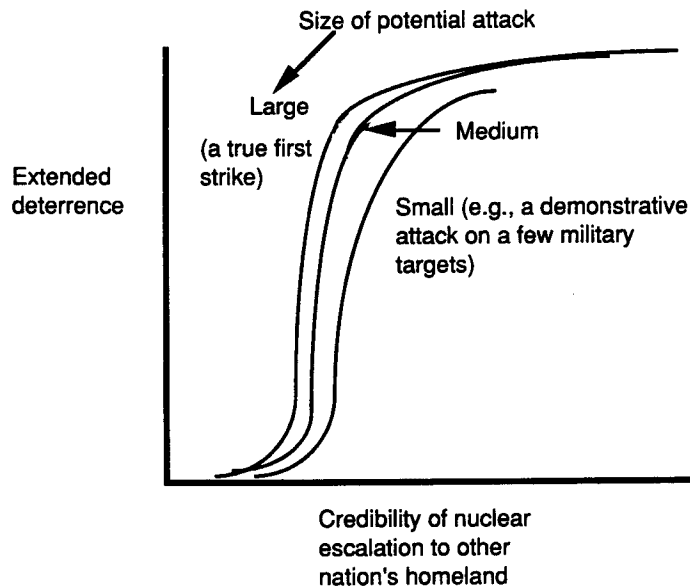 Size of potential attack
Large
(a true first
strike)
Medium
Extended
deterrence
Small (e.g., a demonstrative
attack on a few military
targets)
Credibility of nuclear
escalation to other
nation's homeland